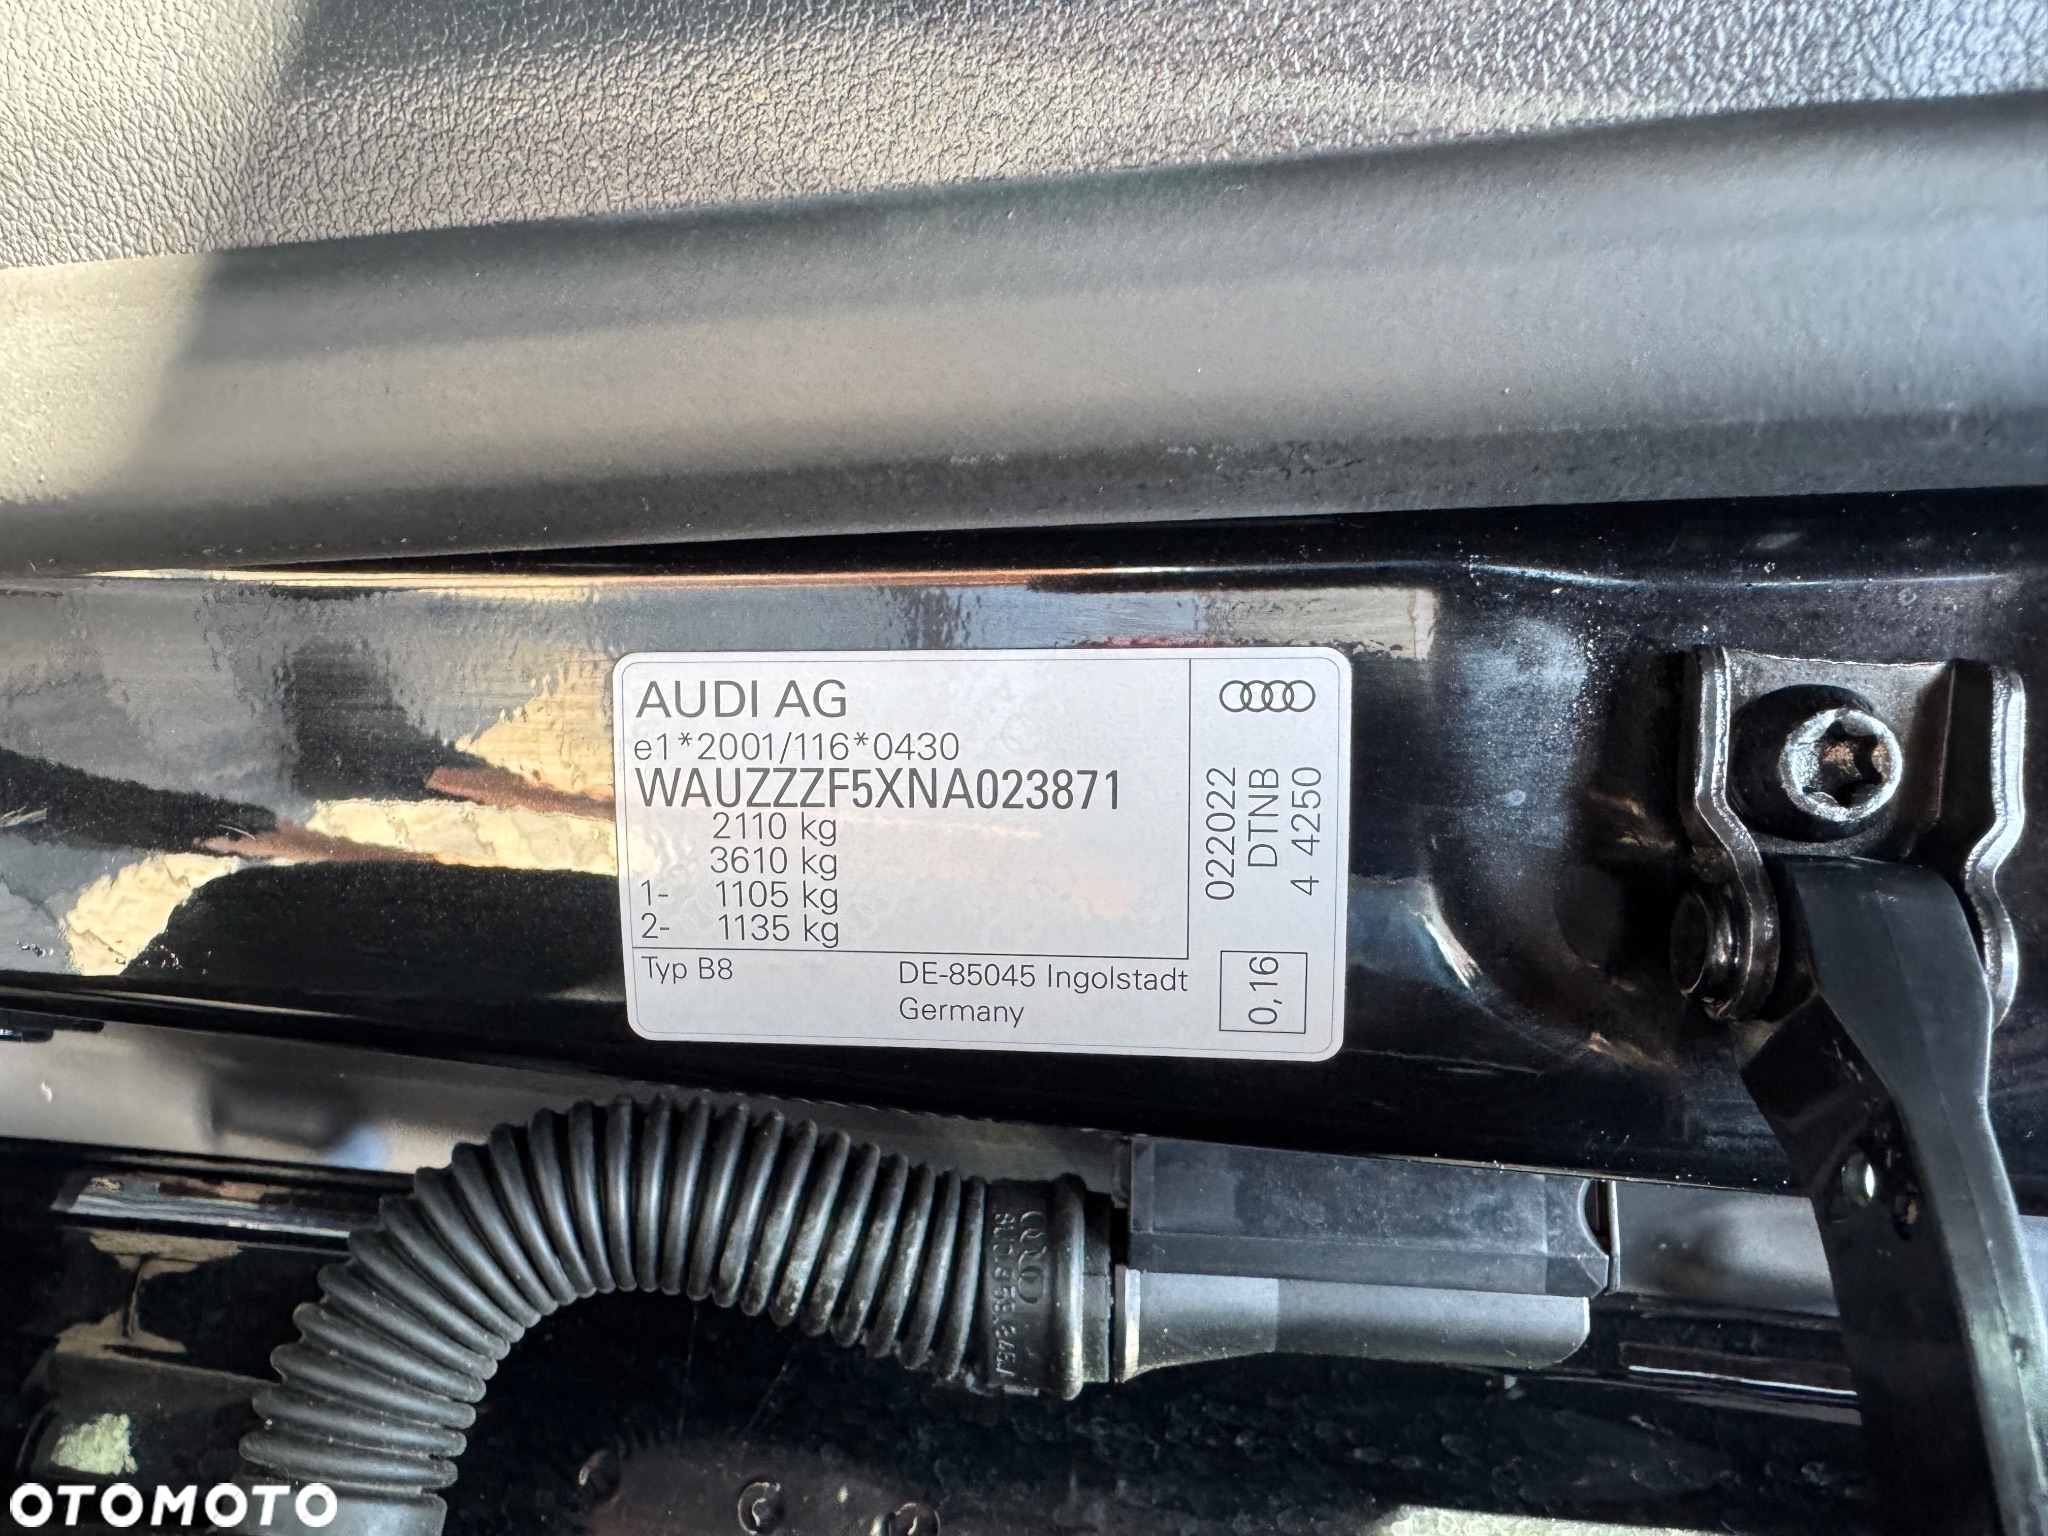 AUDI AG
e1*2001/116*0430
WAUZZZF5XNA023871
2110 kg
3610 kg
1- 1105 kg
2- 1135 kg
Typ B8
DE-85045 Ingolstadt
Germany
022022
DTNB
4 4250
0,16
OTOMOTO